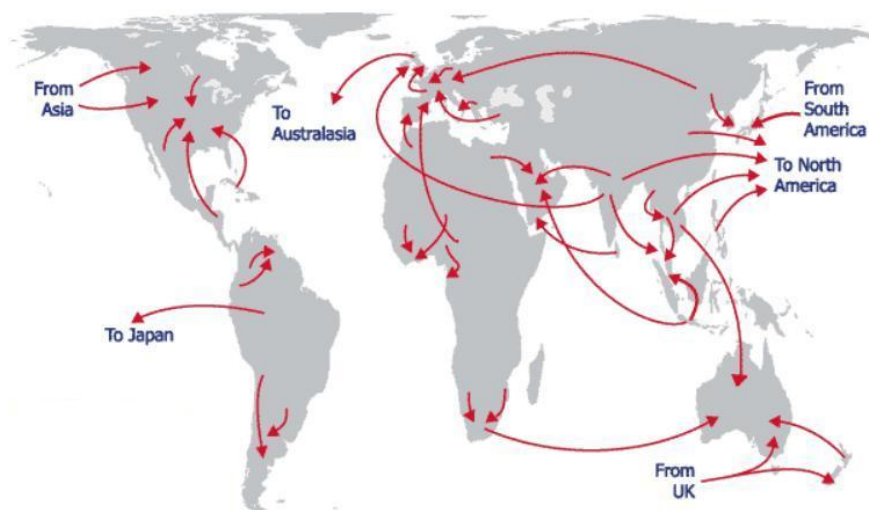 From
Asia
To
Australasia
From
South
America
To North
America
To Japan
From
UK